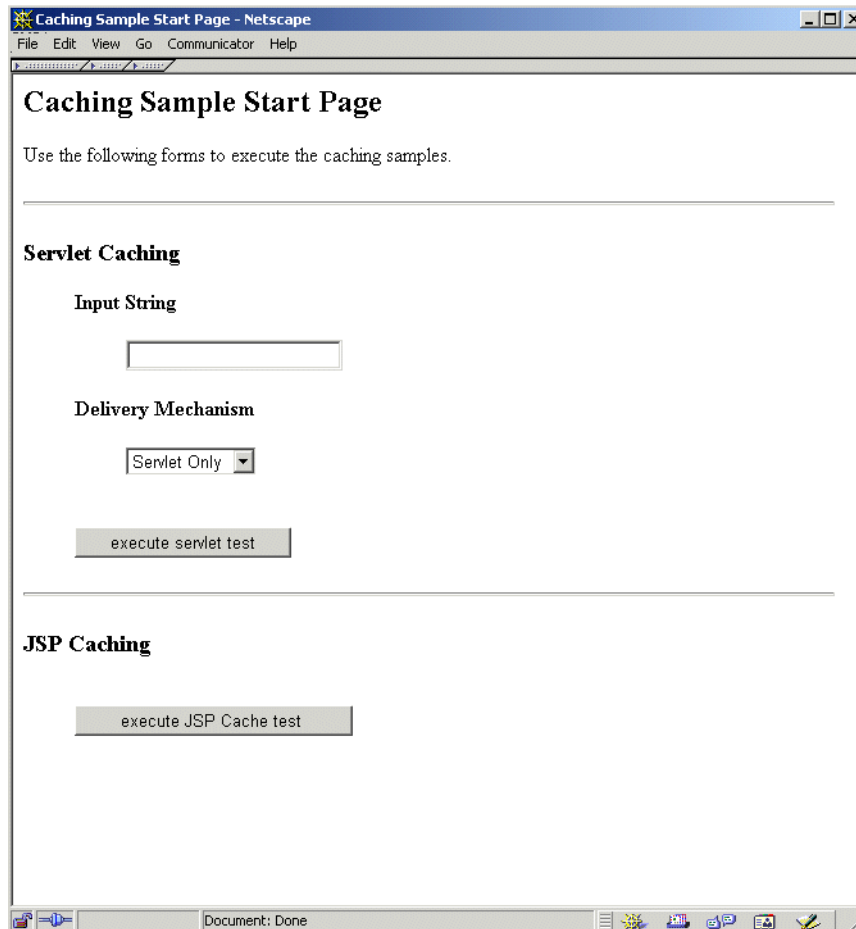 Caching Sample Start Page - Netscape
File Edit View Go Communicator Help
Caching Sample Start Page
Use the following forms to execute the caching samples.
Servlet Caching
Input String
Delivery Mechanism
Servlet Only
execute servlet test
JSP Caching
execute JSP Cache test
Document: Done